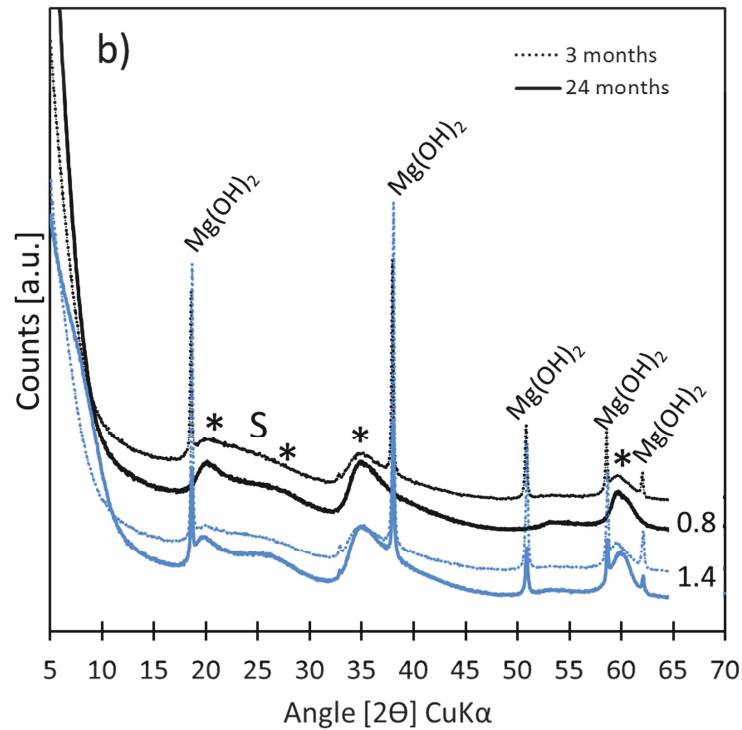 b)
3 months
24 months
Mg(OH)2
Mg(OH)2
Mg(OH)2
Mg(OH)2
Mg(OH)2
* S * * *
0.8
1.4
Counts [a.u.]
5 10 15 20 25 30 35 40 45 50 55 60 65 70
Angle [2Θ] CuKα